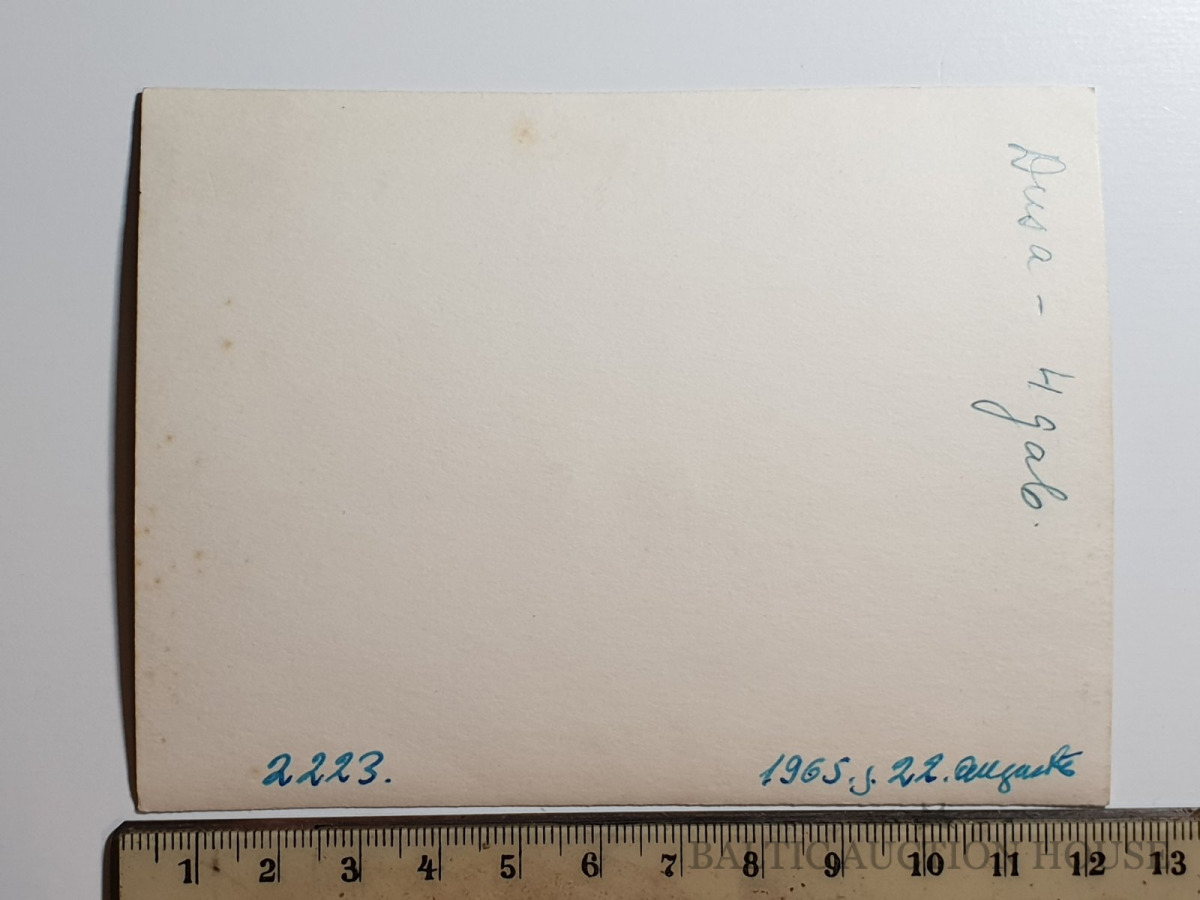 Dusa - 4 gab.
2223.
1965. g. 22. augusts
1 2 3 4 5 6 7 8 9 10 11 12 13
BALTIC AUCTION HOUSE